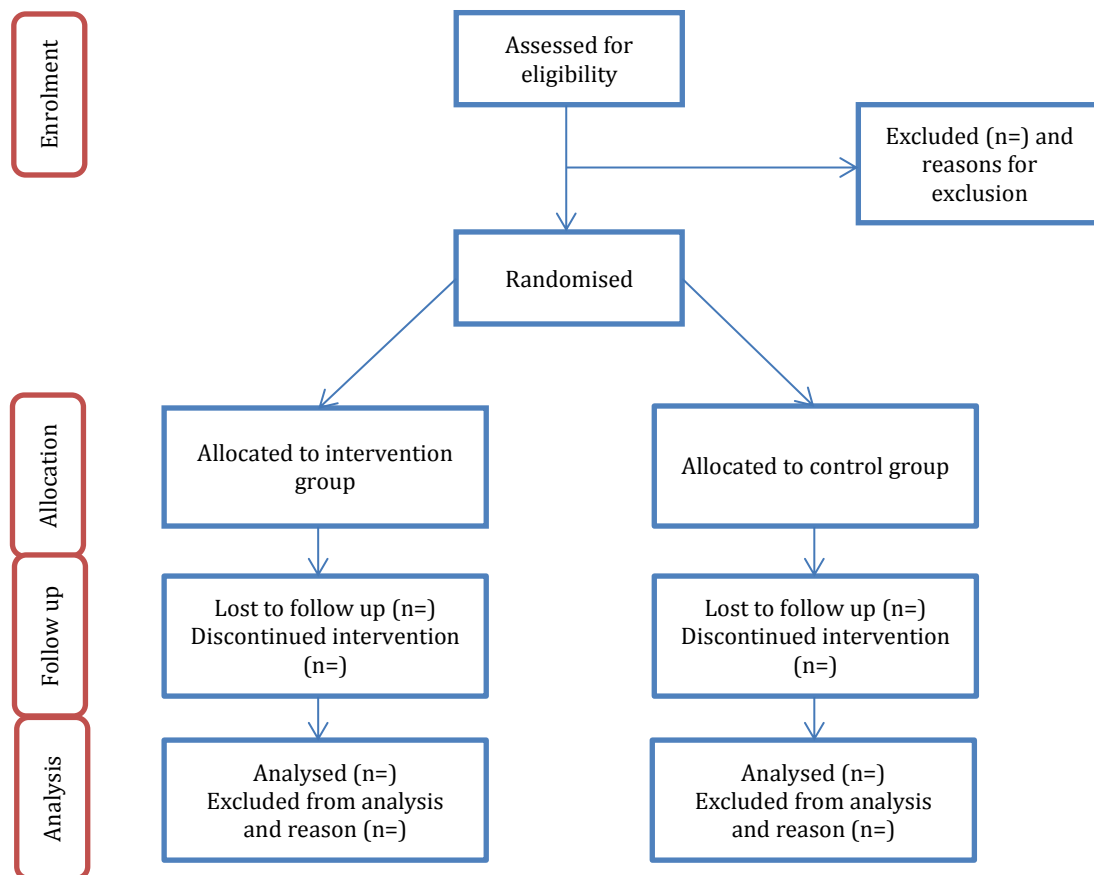 Enrolment
Assessed for
eligibility
Excluded (n=) and
reasons for
exclusion
Randomised
Allocation
Allocated to intervention
group
Allocated to control group
Follow up
Lost to follow up (n=)
Discontinued intervention
(n=)
Lost to follow up (n=)
Discontinued intervention
(n=)
Analysis
Analysed (n=)
Excluded from analysis
and reason (n=)
Analysed (n=)
Excluded from analysis
and reason (n=)